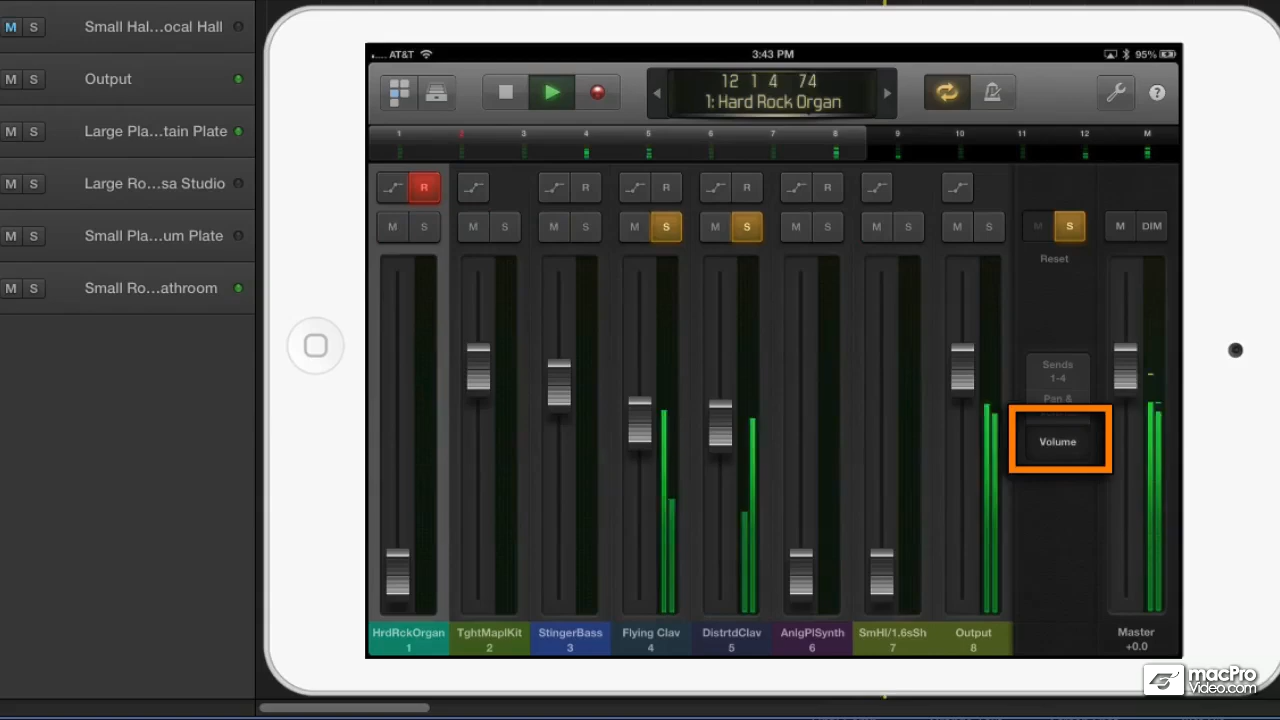 M S Small Hal...ocal Hall
M S Output
M S Large Pla...tain Plate
M S Large Ro...sa Studio
M S Small Pla...um Plate
M S Small Ro...athroom
AT&T 3:43 PM 95%
12 1 4 74
1: Hard Rock Organ
?
1 2 3 4 5 6 7 8 9 10 11 12 M
R R R R R
M S M S M S M S M S M S M S M S M S M DIM
Reset
Sends
1-4
Pan &
Volume
HrdRckOrgan TghtMaplKit StingerBass Flying Clav DistrtdClav AnlgPlSynth SmHl/1.6sSh Output Master
1 2 3 4 5 6 7 8 +0.0
macPro
Video.com